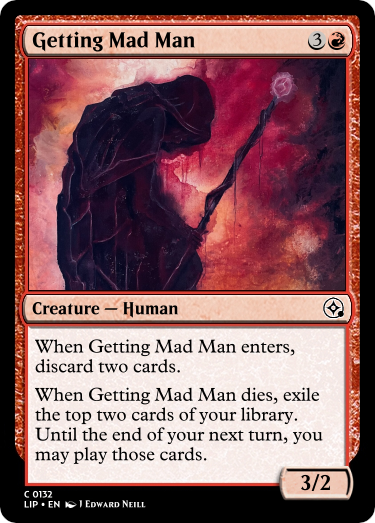 Getting Mad Man 3
Creature — Human
When Getting Mad Man enters,
discard two cards.
When Getting Mad Man dies, exile
the top two cards of your library.
Until the end of your next turn, you
may play those cards.
3/2
C 0132
LIP • EN J EDWARD NEILL